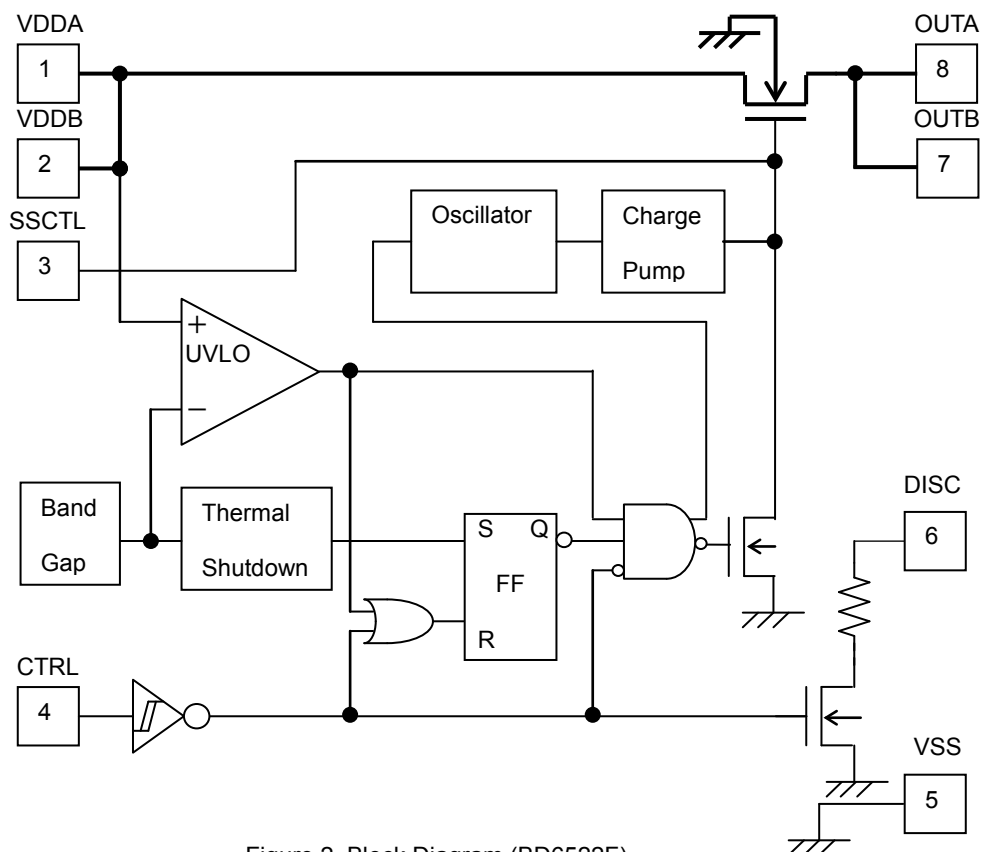 VDDA
1
VDDB
2
SSCTL
3
OUTA
8
OUTB
7
Oscillator
Charge
Pump
+
UVLO
−
Band
Gap
Thermal
Shutdown
S Q
FF
R
DISC
6
CTRL
4
VSS
5